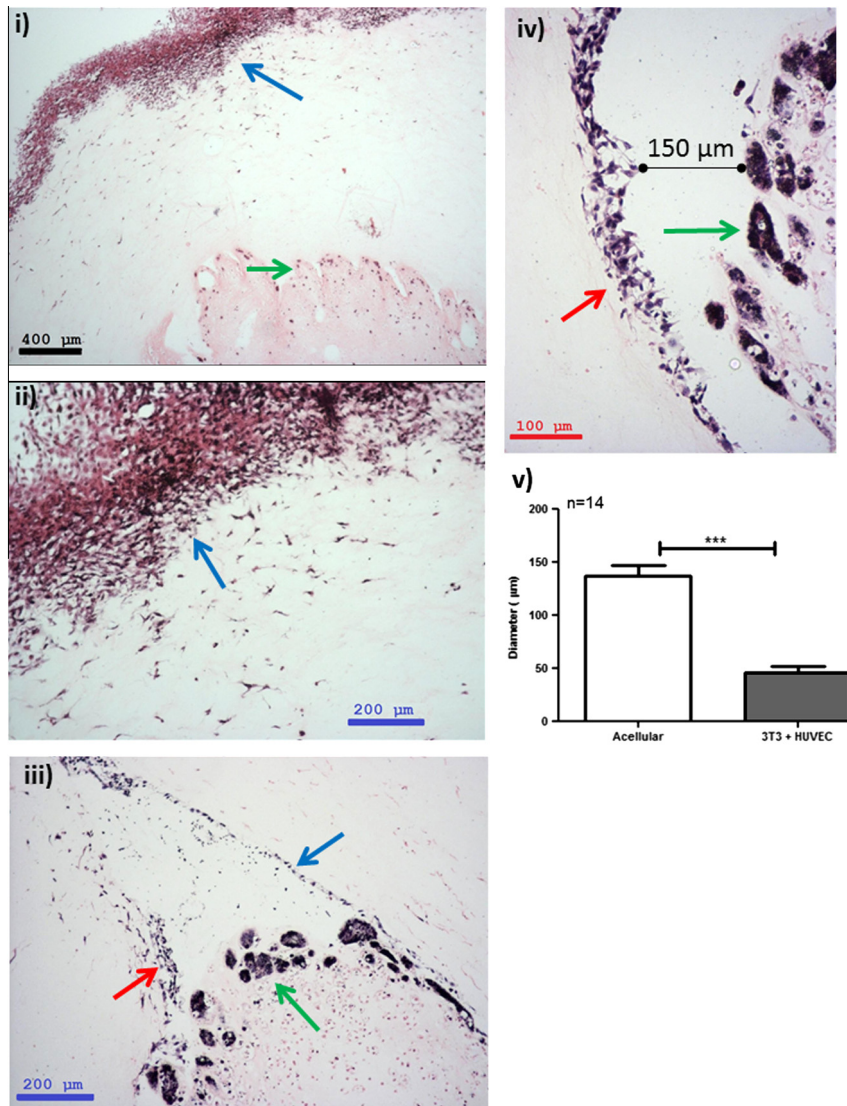 i)
400 µm
ii)
200 µm
iii)
200 µm
iv)
150 µm
100 µm
v)
n=14
***
200
150
100
50
0
Diameter ( µm)
Acellular
3T3 + HUVEC